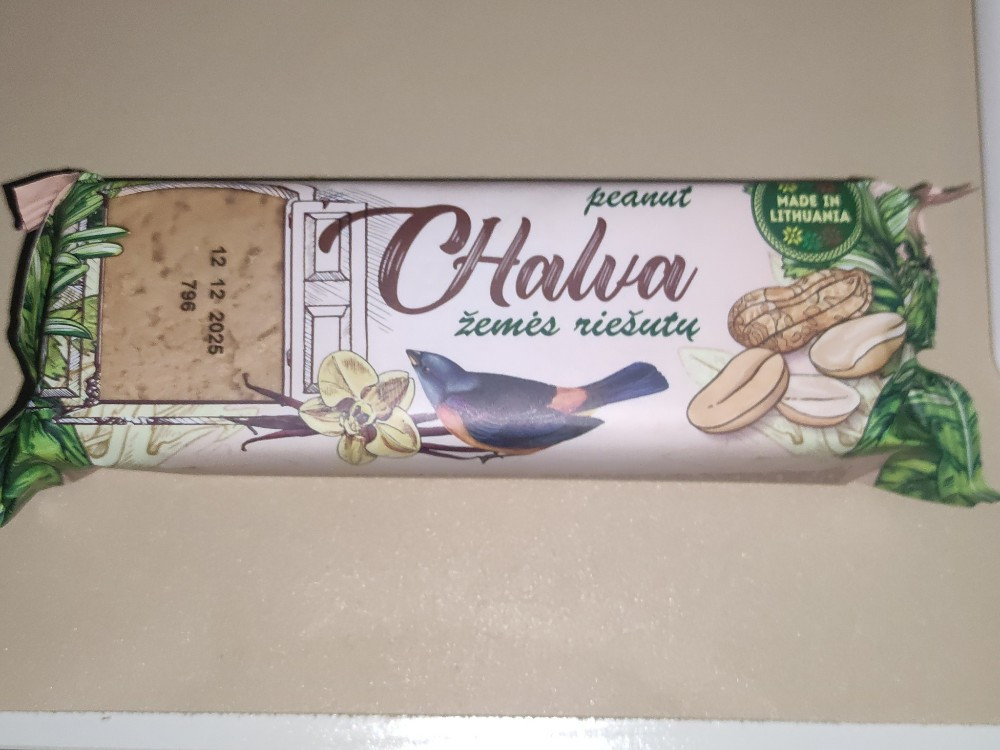 peanut
CHalva
žemės riešutų
MADE IN
LITHUANIA
12 12 2025
796